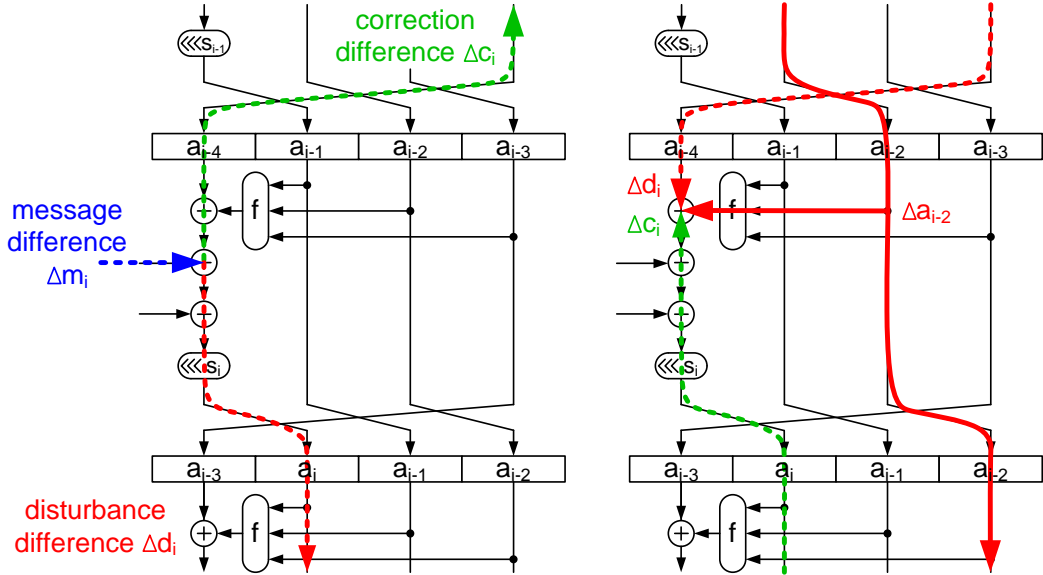 ⋘s_{i-1}
correction
difference Δc_i
a_{i-4} a_{i-1} a_{i-2} a_{i-3}
f
+
message
difference
Δm_i
+
+
⋘s_i
a_{i-3} a_i a_{i-1} a_{i-2}
disturbance
difference Δd_i
+
f
⋘s_{i-1}
a_{i-4} a_{i-1} a_{i-2} a_{i-3}
Δd_i
+
f
Δa_{i-2}
Δc_i
+
+
⋘s_i
a_{i-3} a_i a_{i-1} a_{i-2}
+
f